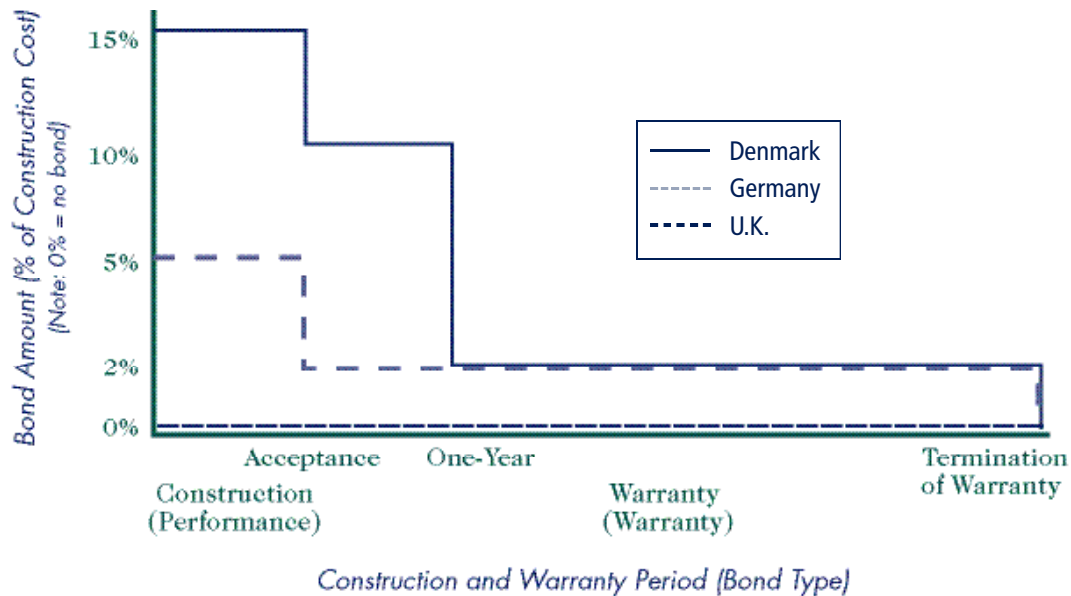 Bond Amount (% of Construction Cost)
(Note: 0% = no bond)
15%
10%
5%
2%
0%
Denmark
Germany
U.K.
Acceptance
One-Year
Termination
of Warranty
Construction
(Performance)
Warranty
(Warranty)
Construction and Warranty Period (Bond Type)